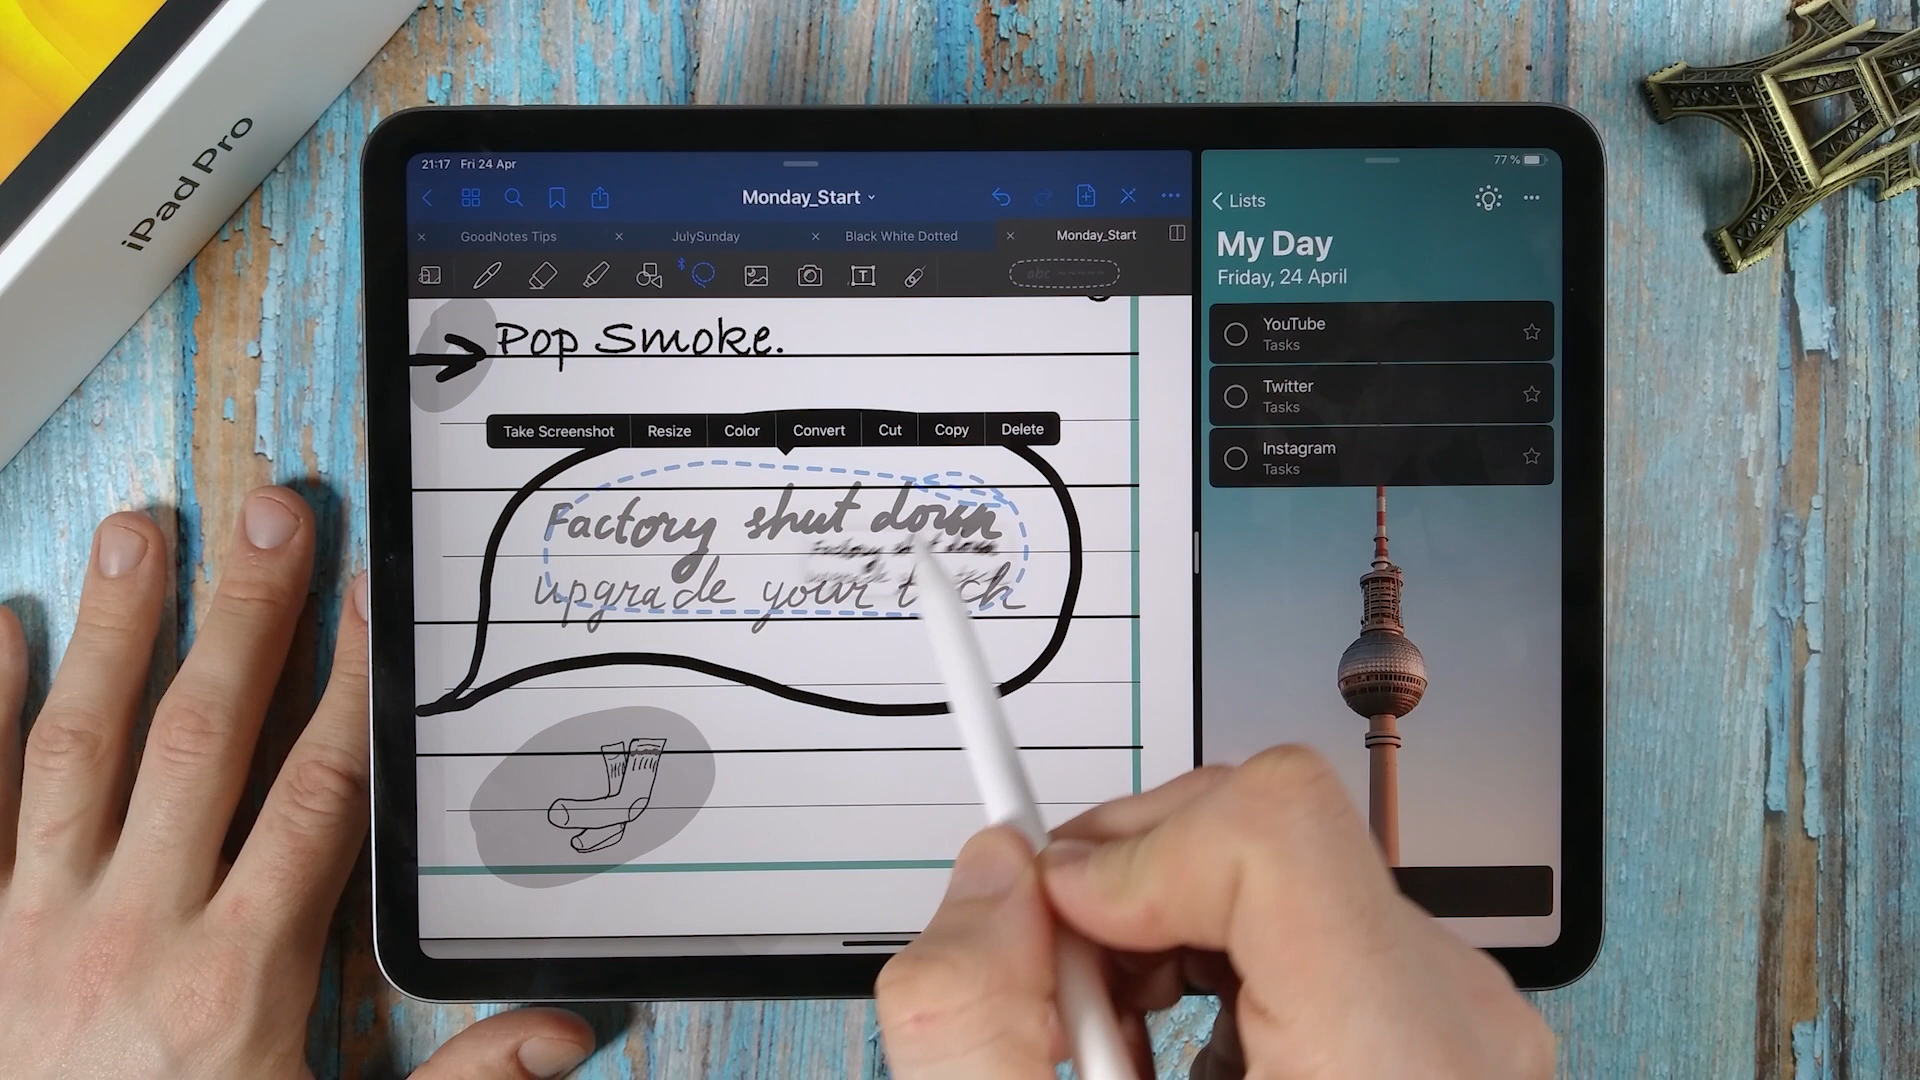 iPad Pro
21:17 Fri 24 Apr
Monday_Start
GoodNotes Tips
JulySunday
Black White Dotted
Monday_Start
abc
T
Pop Smoke.
Take Screenshot
Resize
Color
Convert
Cut
Copy
Delete
Factory shut down
upgrade your
77 %
Lists
My Day
Friday, 24 April
YouTube
Tasks
Twitter
Tasks
Instagram
Tasks